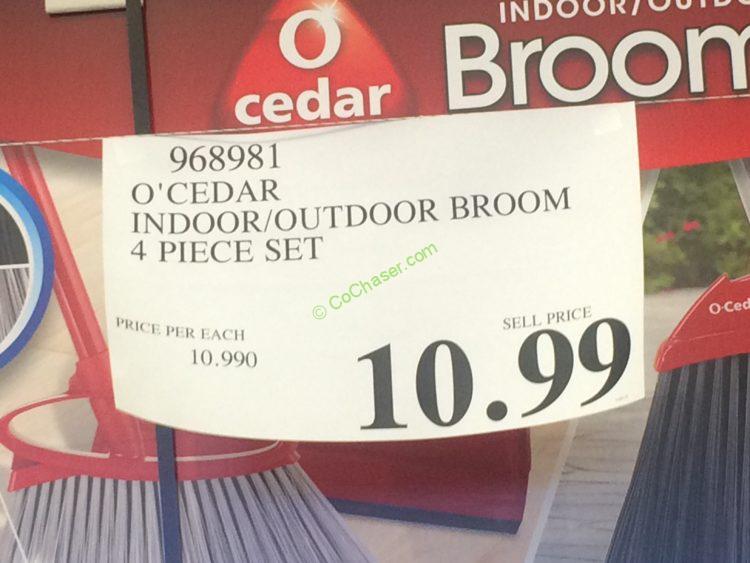 INDOOR/OUTDO
O
cedar
Broom
968981
O'CEDAR
INDOOR/OUTDOOR BROOM
4 PIECE SET
© CoChaser.com
PRICE PER EACH
10.990
SELL PRICE
10.99
O-Ced